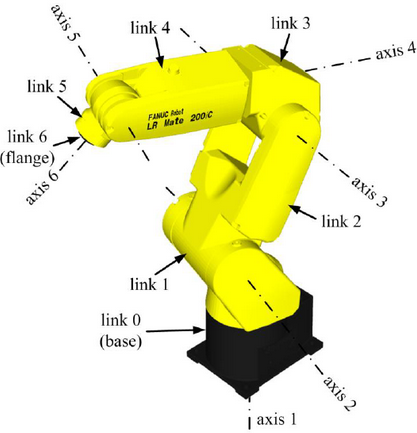 axis 5
link 4
link 3
axis 4
link 5
FANUC Robot
LR Mate 200iC
link 6
(flange)
axis 6
axis 3
link 2
link 1
link 0
(base)
axis 2
axis 1